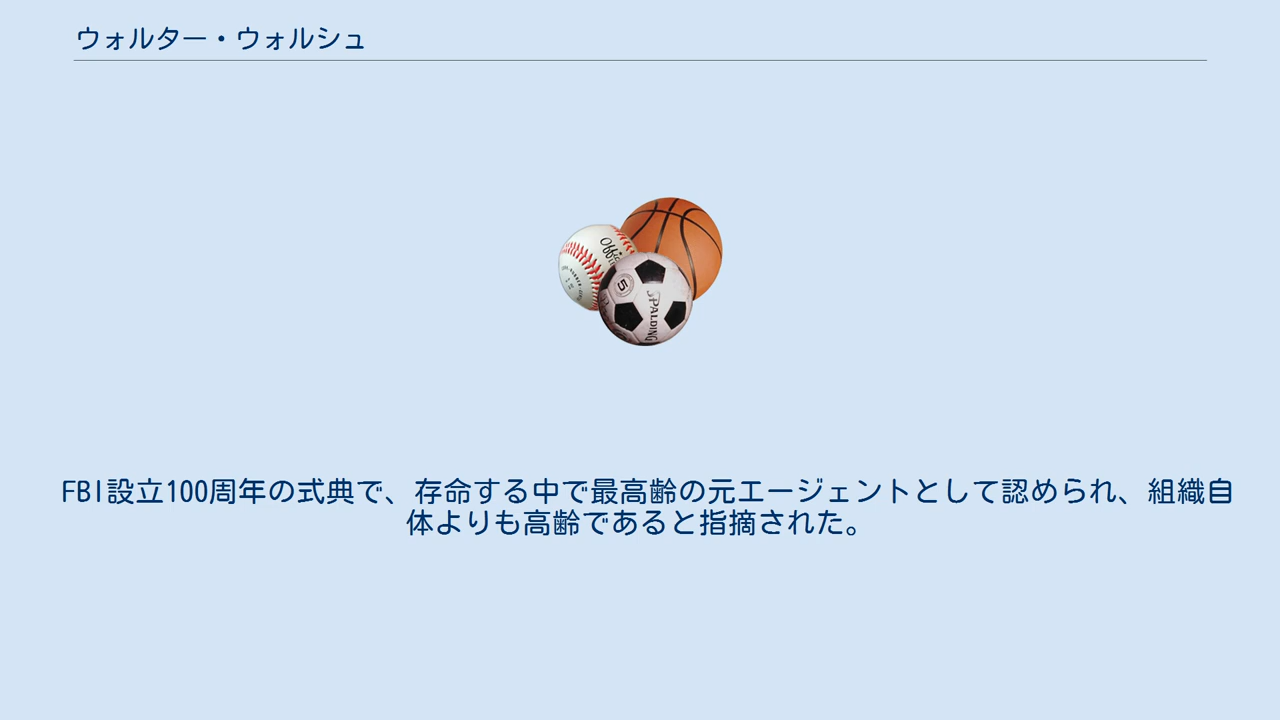 ウォルター・ウォルシュ
Offic
5
SPALDING
FBI設立100周年の式典で、存命する中で最高齢の元エージェントとして認められ、組織自
体よりも高齢であると指摘された。